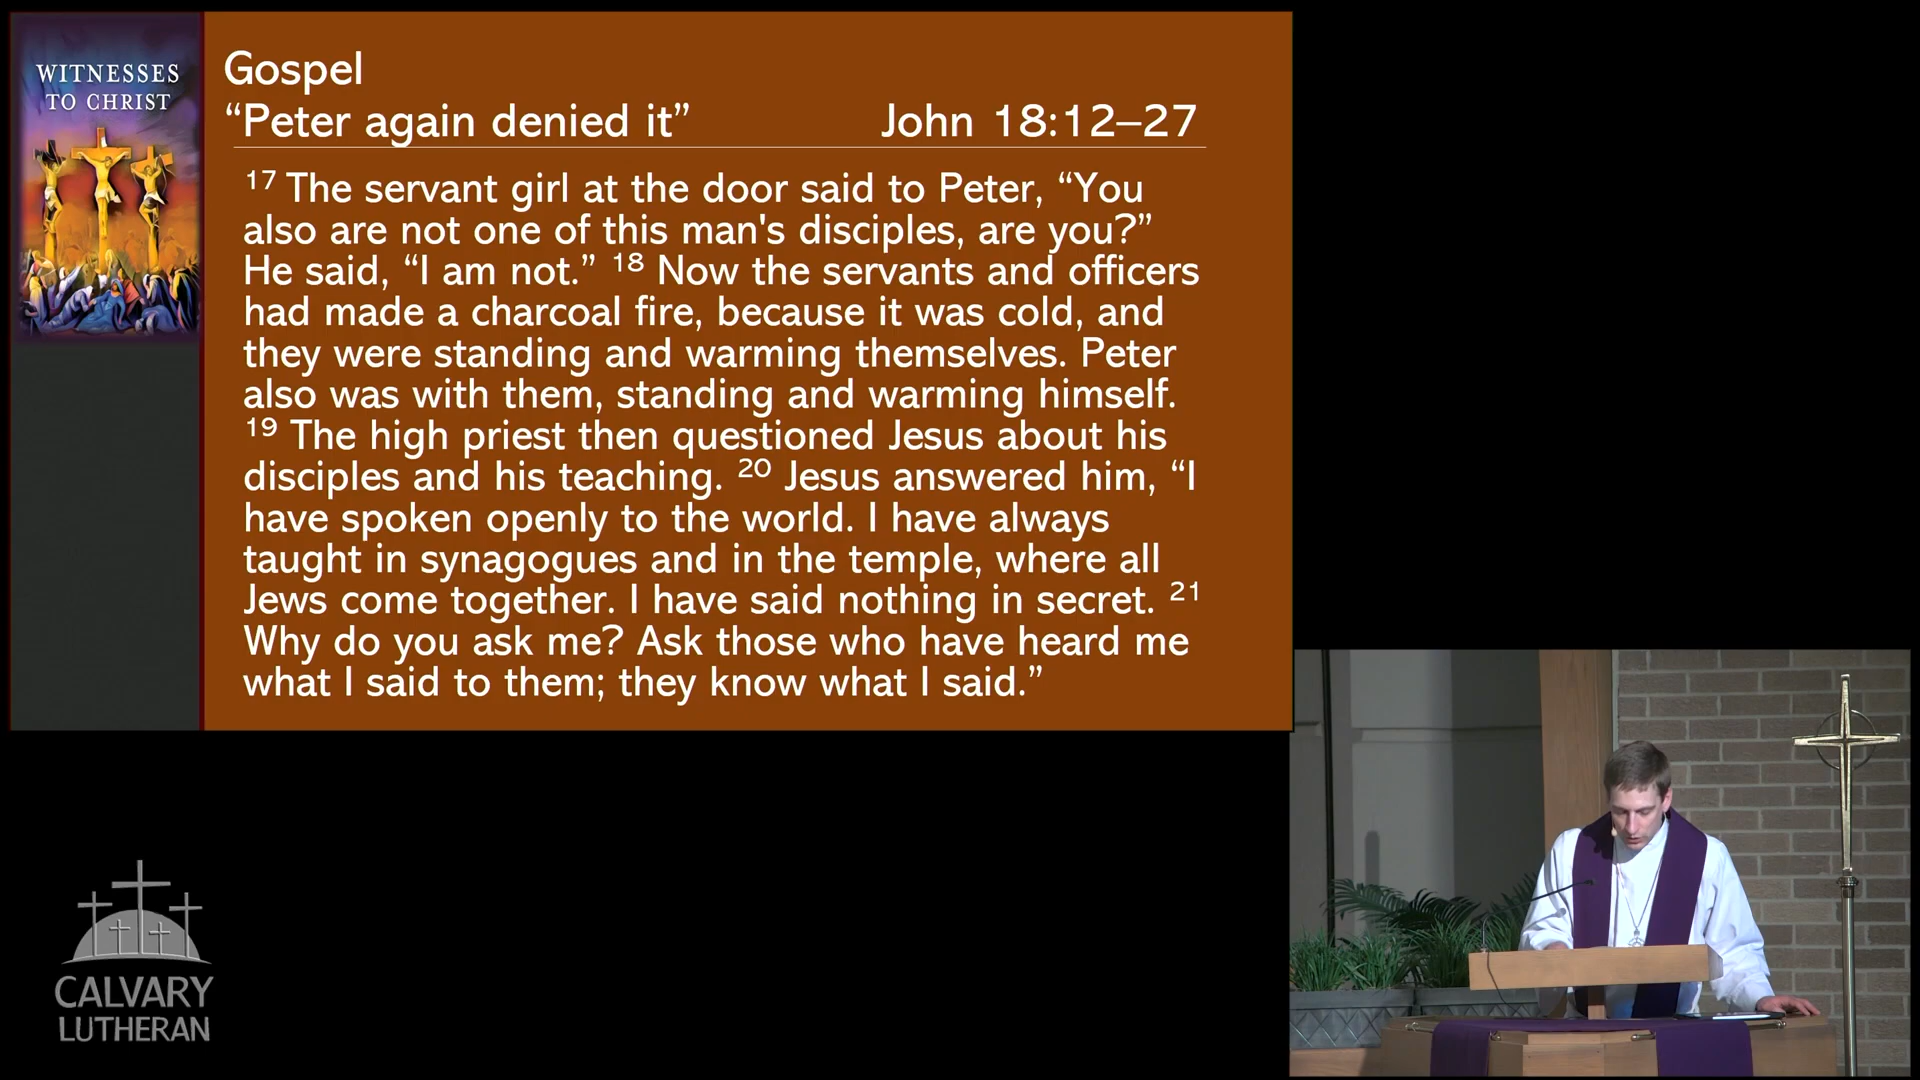 WITNESSES
TO CHRIST
Gospel
“Peter again denied it” John 18:12–27
17 The servant girl at the door said to Peter, “You
also are not one of this man's disciples, are you?”
He said, “I am not.” 18 Now the servants and officers
had made a charcoal fire, because it was cold, and
they were standing and warming themselves. Peter
also was with them, standing and warming himself.
19 The high priest then questioned Jesus about his
disciples and his teaching. 20 Jesus answered him, “I
have spoken openly to the world. I have always
taught in synagogues and in the temple, where all
Jews come together. I have said nothing in secret. 21
Why do you ask me? Ask those who have heard me
what I said to them; they know what I said.”
CALVARY
LUTHERAN